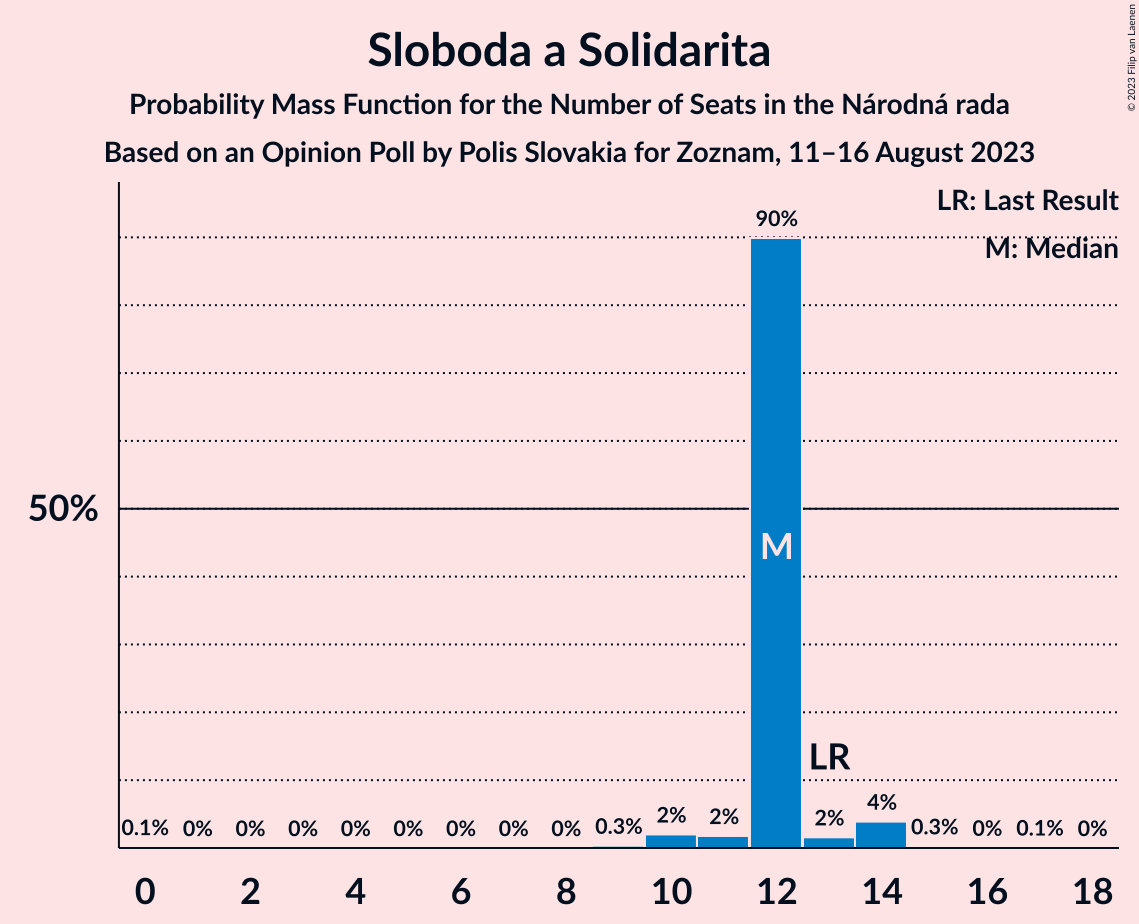 Sloboda a Solidarita
Probability Mass Function for the Number of Seats in the Národná rada
Based on an Opinion Poll by Polis Slovakia for Zoznam, 11–16 August 2023
© 2023 Filip van Laenen
LR: Last Result
M: Median
90%
50%
M
LR
0.1% 0% 0% 0% 0% 0% 0% 0% 0% 0.3% 2% 2% 2% 4% 0.3% 0% 0.1% 0%
0 2 4 6 8 10 12 14 16 18